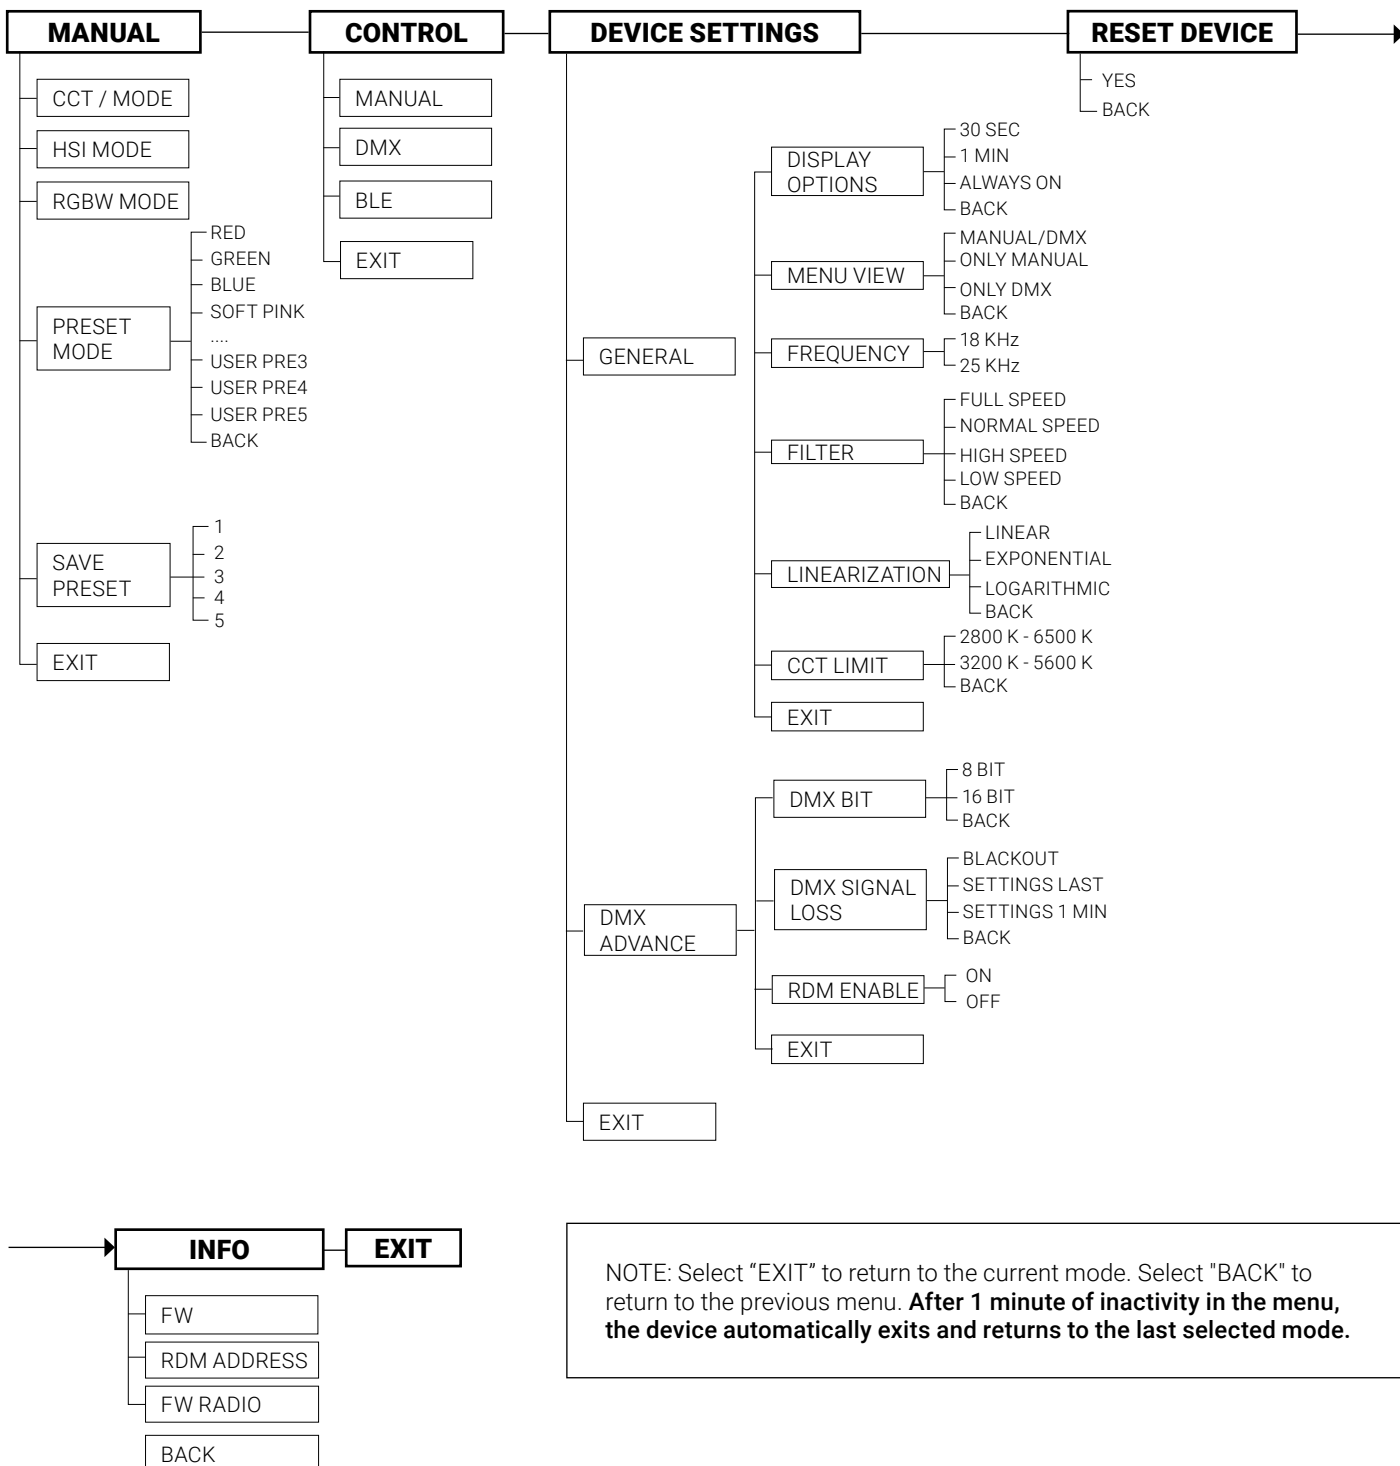 MANUAL
CONTROL
DEVICE SETTINGS
RESET DEVICE
CCT / MODE
HSI MODE
RGBW MODE
PRESET
MODE
RED
GREEN
BLUE
SOFT PINK
....
USER PRE3
USER PRE4
USER PRE5
BACK
SAVE
PRESET
1
2
3
4
5
EXIT
MANUAL
DMX
BLE
EXIT
GENERAL
DISPLAY
OPTIONS
30 SEC
1 MIN
ALWAYS ON
BACK
MENU VIEW
MANUAL/DMX
ONLY MANUAL
ONLY DMX
BACK
FREQUENCY
18 KHz
25 KHz
FILTER
FULL SPEED
NORMAL SPEED
HIGH SPEED
LOW SPEED
BACK
LINEARIZATION
LINEAR
EXPONENTIAL
LOGARITHMIC
BACK
CCT LIMIT
2800 K - 6500 K
3200 K - 5600 K
BACK
EXIT
DMX
ADVANCE
DMX BIT
8 BIT
16 BIT
BACK
DMX SIGNAL
LOSS
BLACKOUT
SETTINGS LAST
SETTINGS 1 MIN
BACK
RDM ENABLE
ON
OFF
EXIT
EXIT
YES
BACK
INFO
EXIT
FW
RDM ADDRESS
FW RADIO
BACK
NOTE: Select “EXIT” to return to the current mode. Select "BACK" to
return to the previous menu. After 1 minute of inactivity in the menu,
the device automatically exits and returns to the last selected mode.